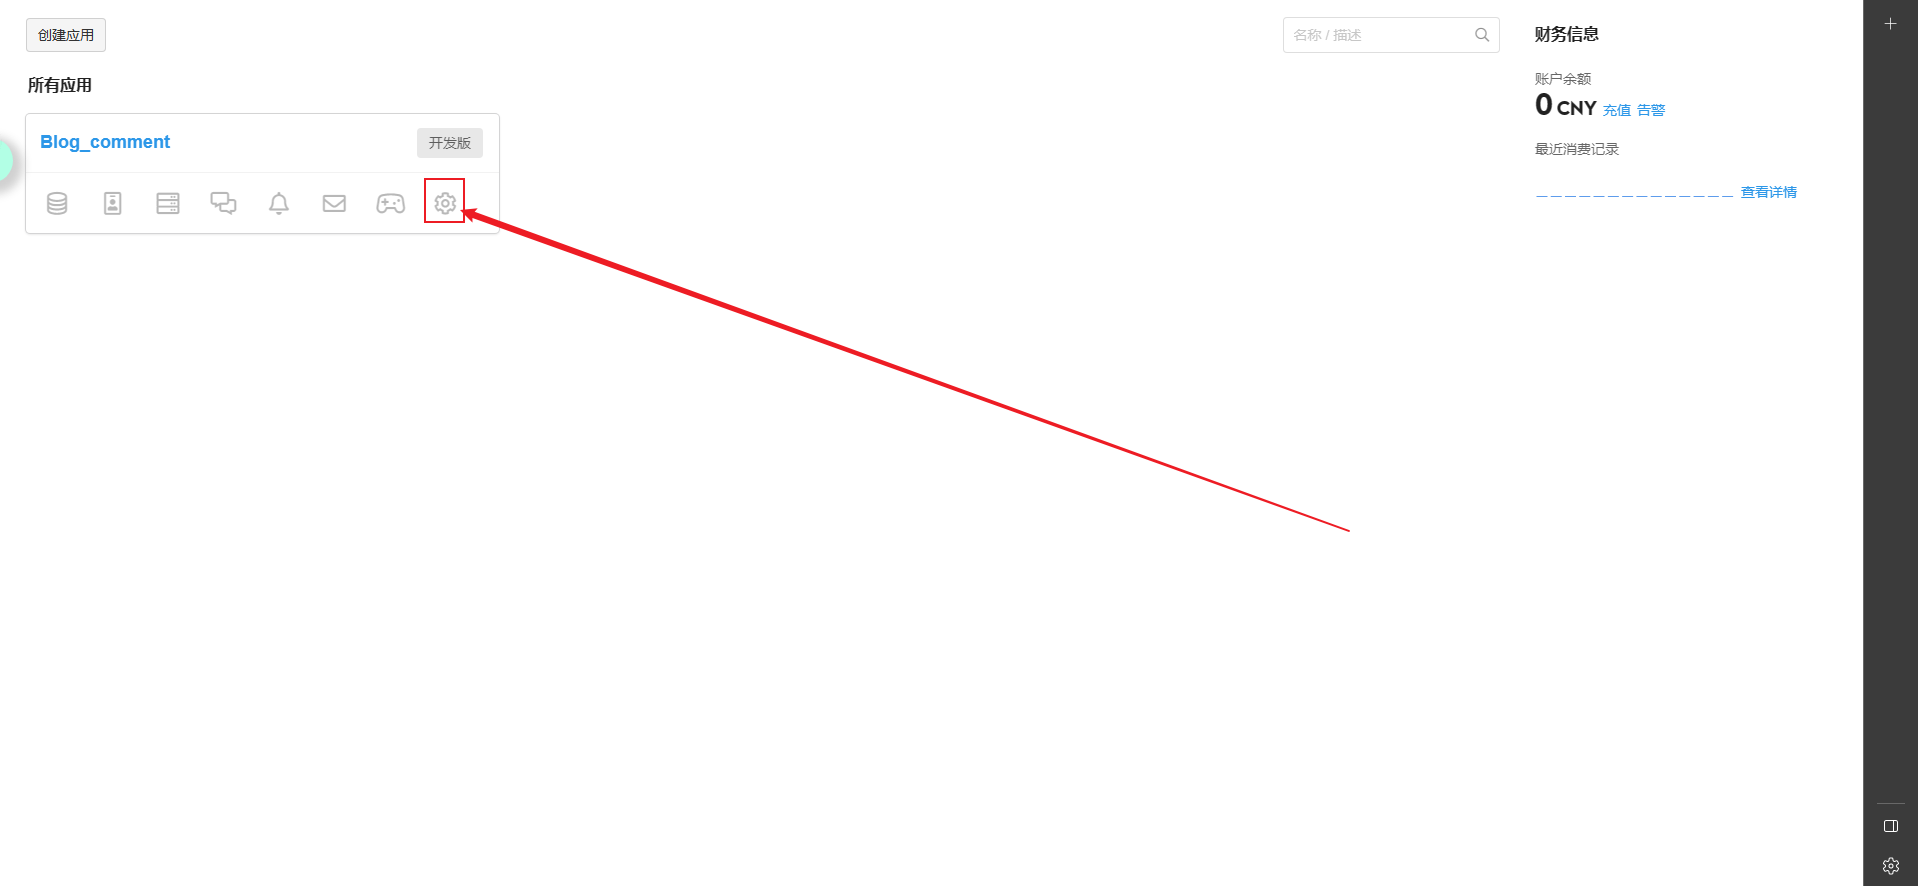 创建应用
名称 / 描述
所有应用
Blog_comment
开发版
财务信息
账户余额
0 CNY 充值 告警
最近消费记录
查看详情